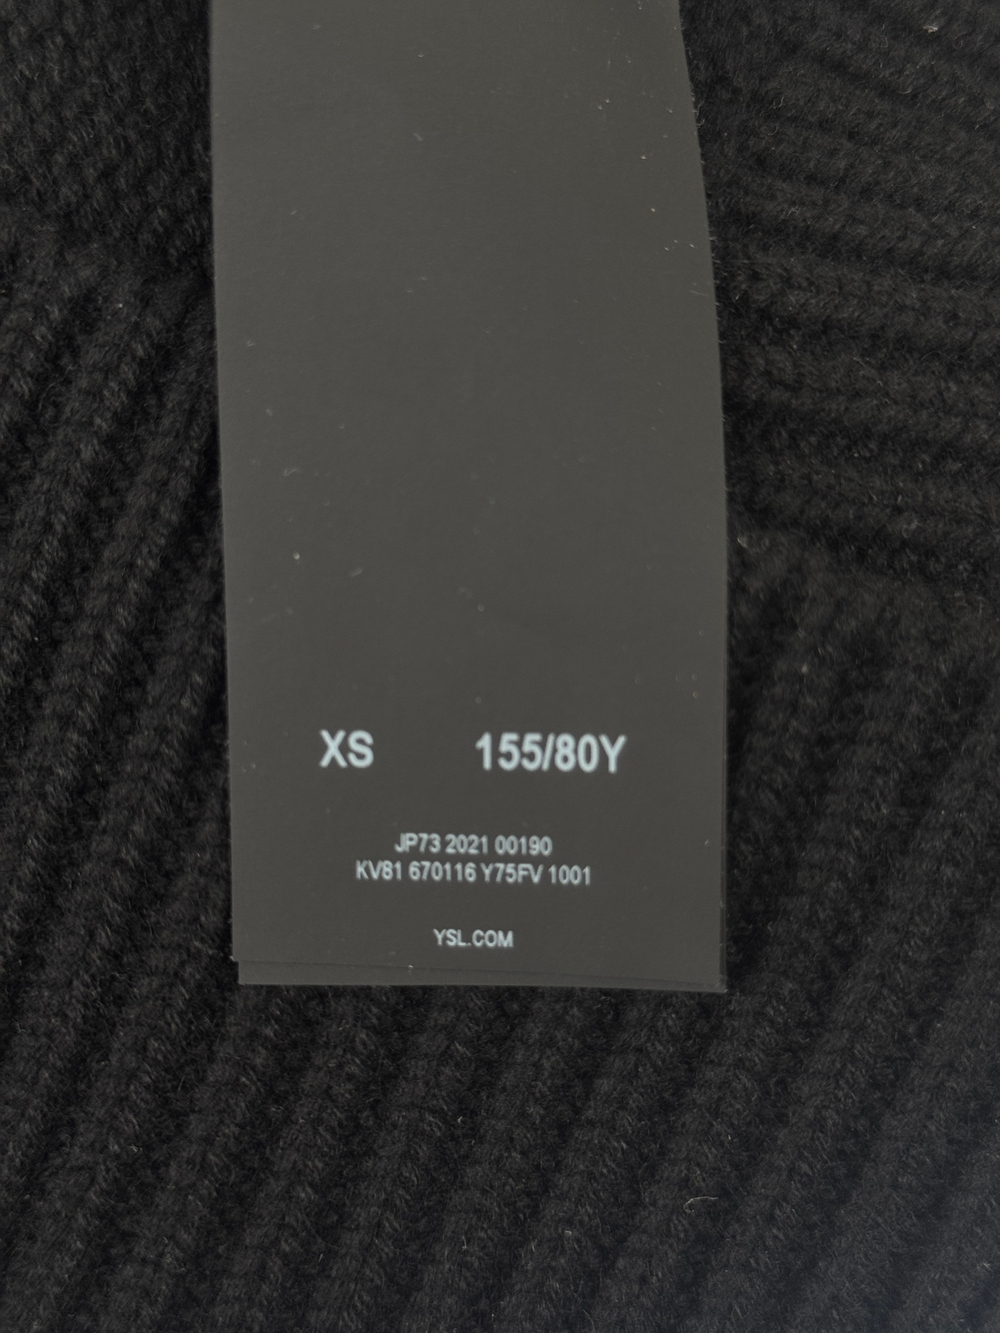 XS 155/80Y
JP73 2021 00190
KV81 670116 Y75FV 1001
YSL.COM